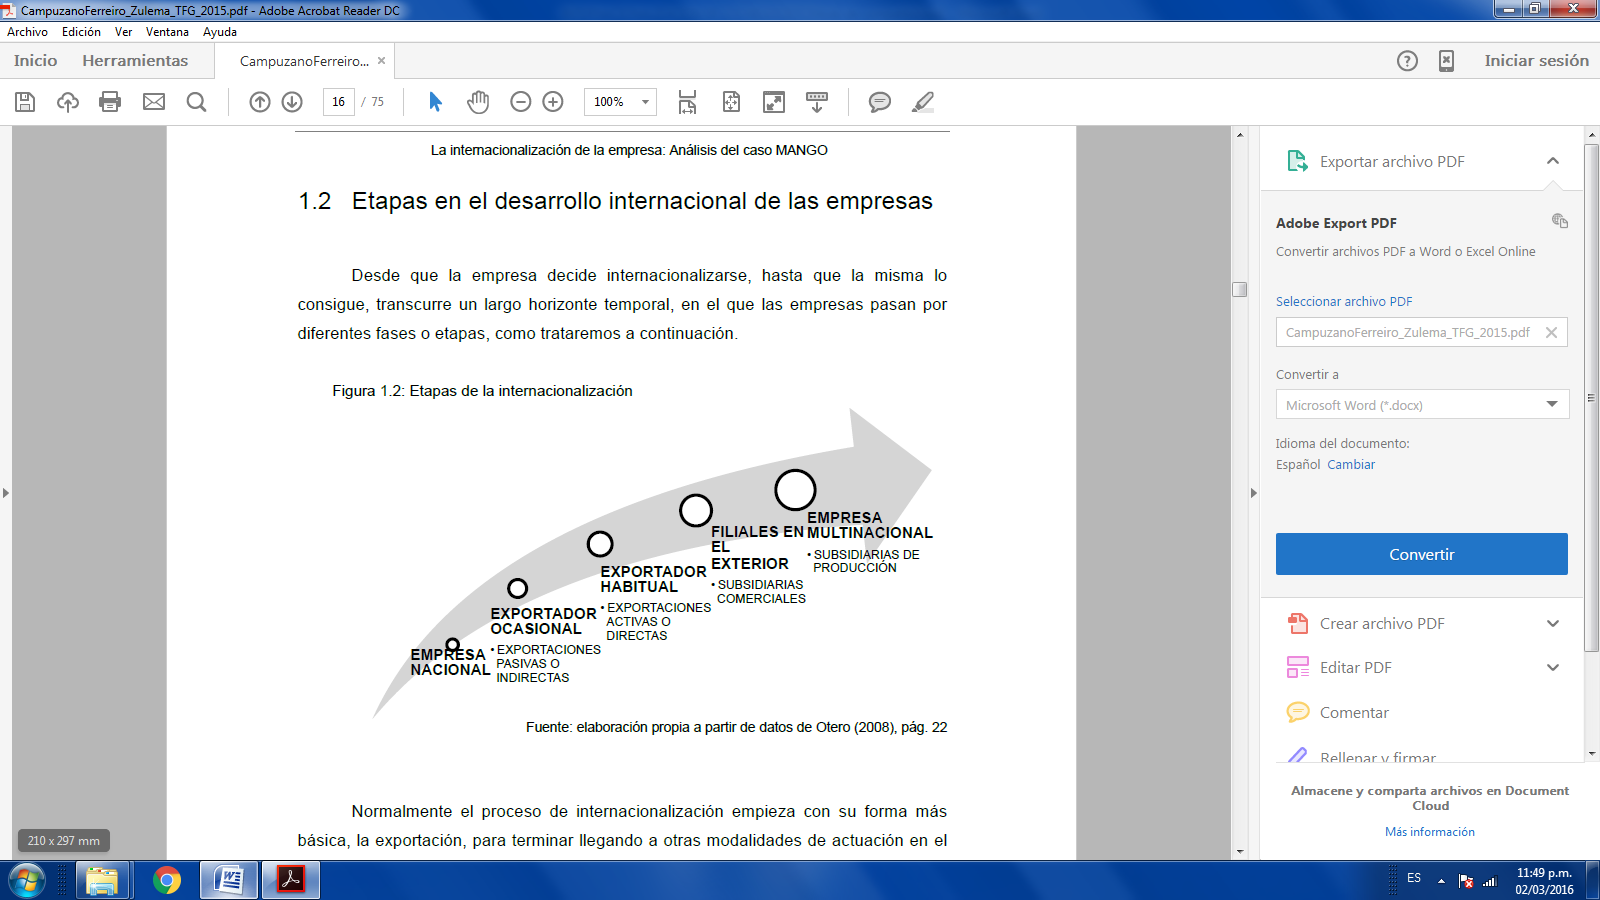 CampuzanoFerreiro_Zulema_TFG_2015.pdf - Adobe Acrobat Reader DC
Archivo Edición Ver Ventana Ayuda
Inicio Herramientas CampuzanoFerreiro... × Iniciar sesión
16 / 75 100%
La internacionalización de la empresa: Análisis del caso MANGO
1.2 Etapas en el desarrollo internacional de las empresas
Desde que la empresa decide internacionalizarse, hasta que la misma lo
consigue, transcurre un largo horizonte temporal, en el que las empresas pasan por
diferentes fases o etapas, como trataremos a continuación.
Figura 1.2: Etapas de la internacionalización
EMPRESA
NACIONAL
EXPORTADOR
OCASIONAL
• EXPORTACIONES
PASIVAS O
INDIRECTAS
EXPORTADOR
HABITUAL
• EXPORTACIONES
ACTIVAS O
DIRECTAS
FILIALES EN
EL
EXTERIOR
• SUBSIDIARIAS
COMERCIALES
EMPRESA
MULTINACIONAL
• SUBSIDIARIAS DE
PRODUCCIÓN
Fuente: elaboración propia a partir de datos de Otero (2008), pág. 22
Normalmente el proceso de internacionalización empieza con su forma más
básica, la exportación, para terminar llegando a otras modalidades de actuación en el
210 x 297 mm
Exportar archivo PDF
Adobe Export PDF
Convertir archivos PDF a Word o Excel Online
Seleccionar archivo PDF
CampuzanoFerreiro_Zulema_TFG_2015.pdf
Convertir a
Microsoft Word (*.docx)
Idioma del documento:
Español Cambiar
Convertir
Crear archivo PDF
Editar PDF
Comentar
Rellenar y firmar
Almacene y comparta archivos en Document
Cloud
Más información
ES
11:49 p.m.
02/03/2016